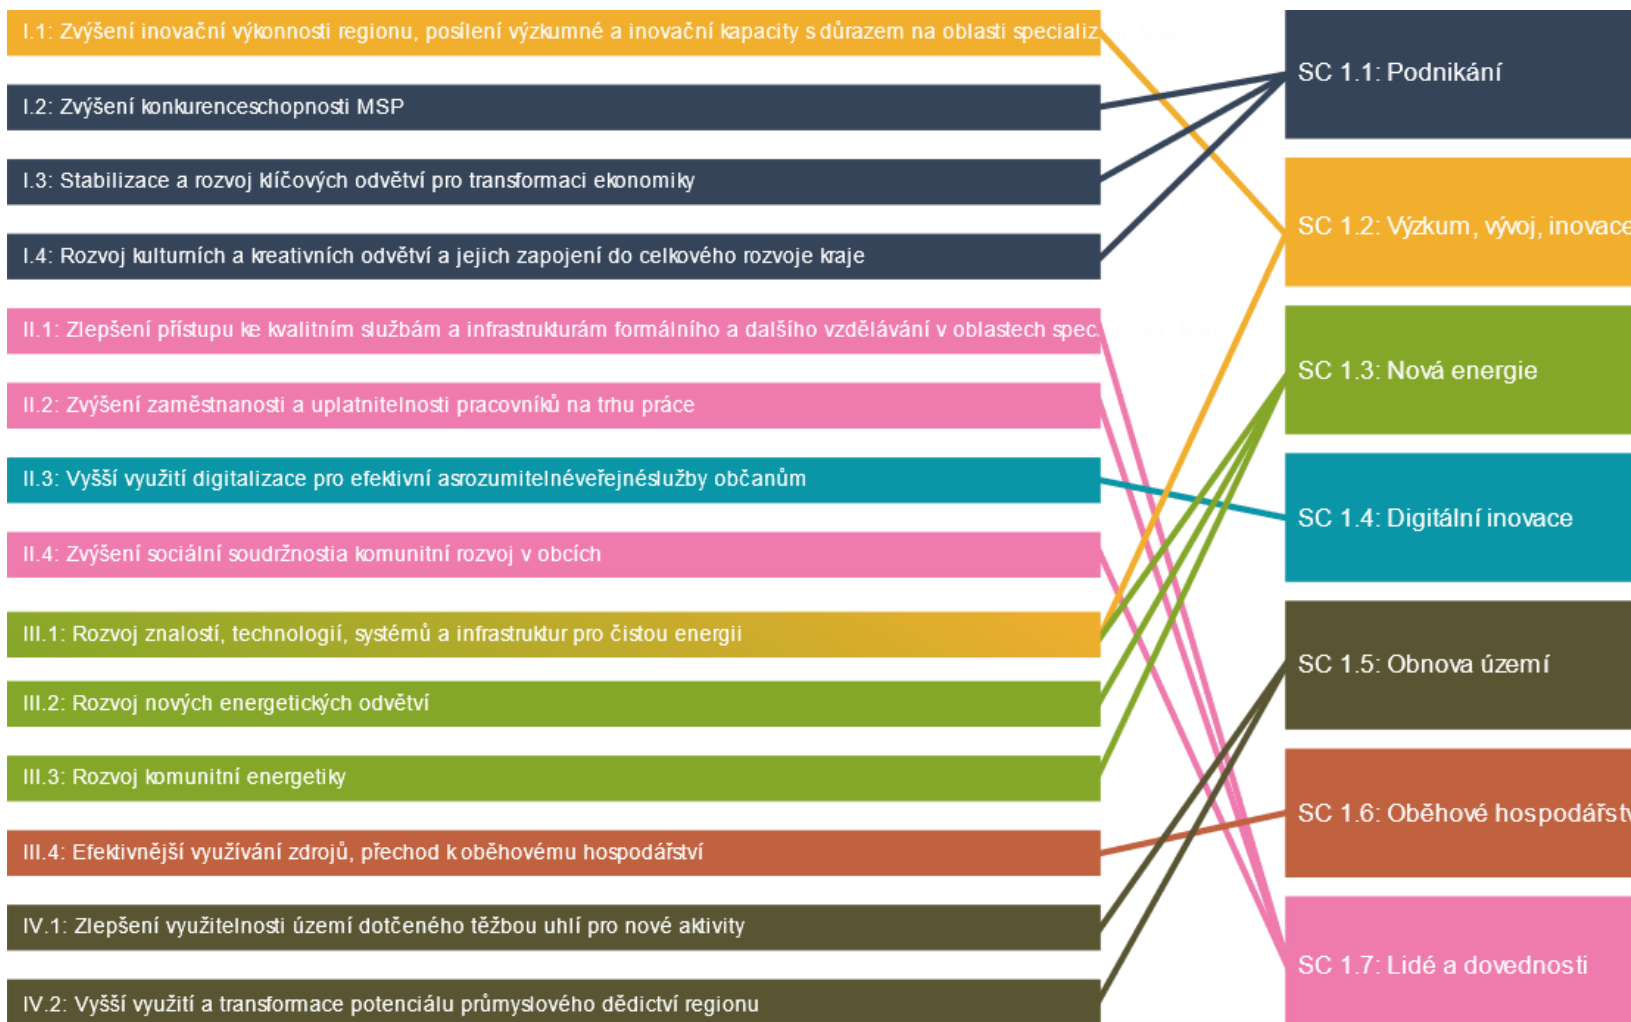 I.1: Zvýšení inovační výkonnosti regionu, posílení výzkumné a inovační kapacity s důrazem na oblasti specializ
I.2: Zvýšení konkurenceschopnosti MSP
I.3: Stabilizace a rozvoj klíčových odvětví pro transformaci ekonomiky
I.4: Rozvoj kulturních a kreativních odvětví a jejich zapojení do celkového rozvoje kraje
II.1: Zlepšení přístupu ke kvalitním službám a infrastrukturám formálního a dalšího vzdělávání v oblastech spec
II.2: Zvýšení zaměstnanosti a uplatnitelnosti pracovníků na trhu práce
II.3: Vyšší využití digitalizace pro efektivní asrozumitelnéveřejnéslužby občanům
II.4: Zvýšení sociální soudržnostia komunitní rozvoj v obcích
III.1: Rozvoj znalostí, technologií, systémů a infrastruktur pro čistou energii
III.2: Rozvoj nových energetických odvětví
III.3: Rozvoj komunitní energetiky
III.4: Efektivnější využívání zdrojů, přechod k oběhovému hospodářství
IV.1: Zlepšení využitelnosti území dotčeného těžbou uhlí pro nové aktivity
IV.2: Vyšší využití a transformace potenciálu průmyslového dědictví regionu
SC 1.1: Podnikání
SC 1.2: Výzkum, vývoj, inovace
SC 1.3: Nová energie
SC 1.4: Digitální inovace
SC 1.5: Obnova území
SC 1.6: Oběhové hospodářstv
SC 1.7: Lidé a dovednosti